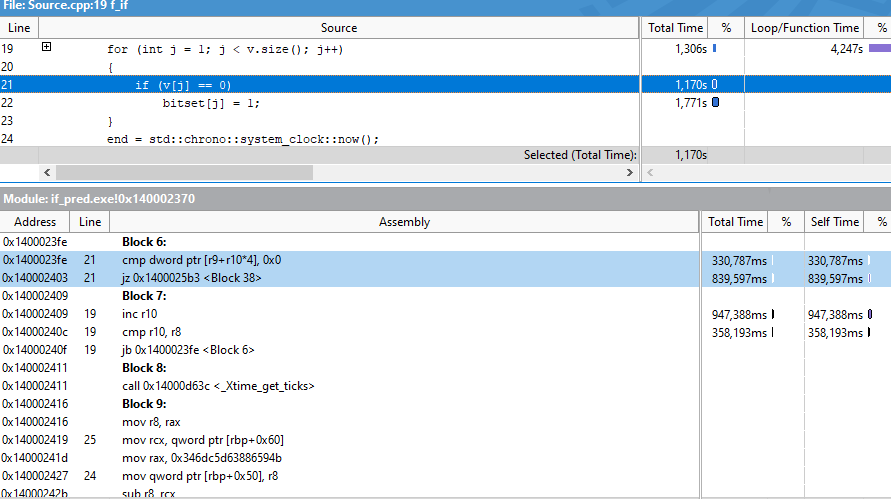 File: Source.cpp:19 f_if
Line Source Total Time % Loop/Function Time %
19 for (int j = 1; j < v.size(); j++) 1,306s 4,247s
20 {
21 if (v[j] == 0) 1,170s
22 bitset[j] = 1; 1,771s
23 }
24 end = std::chrono::system_clock::now();
Selected (Total Time): 1,170s
Module: if_pred.exe!0x140002370
Address Line Assembly Total Time % Self Time %
0x1400023fe Block 6:
0x1400023fe 21 cmp dword ptr [r9+r10*4], 0x0 330,787ms 330,787ms
0x140002403 21 jz 0x1400025b3 <Block 38> 839,597ms 839,597ms
0x140002409 Block 7:
0x140002409 19 inc r10 947,388ms 947,388ms
0x14000240c 19 cmp r10, r8 358,193ms 358,193ms
0x14000240f 19 jb 0x1400023fe <Block 6>
0x140002411 Block 8:
0x140002411 call 0x14000d63c <_Xtime_get_ticks>
0x140002416 Block 9:
0x140002416 mov r8, rax
0x140002419 25 mov rcx, qword ptr [rbp+0x60]
0x14000241d mov rax, 0x346dc5d63886594b
0x140002427 24 mov qword ptr [rbp+0x50], r8
0x14000242b sub r8, rcx